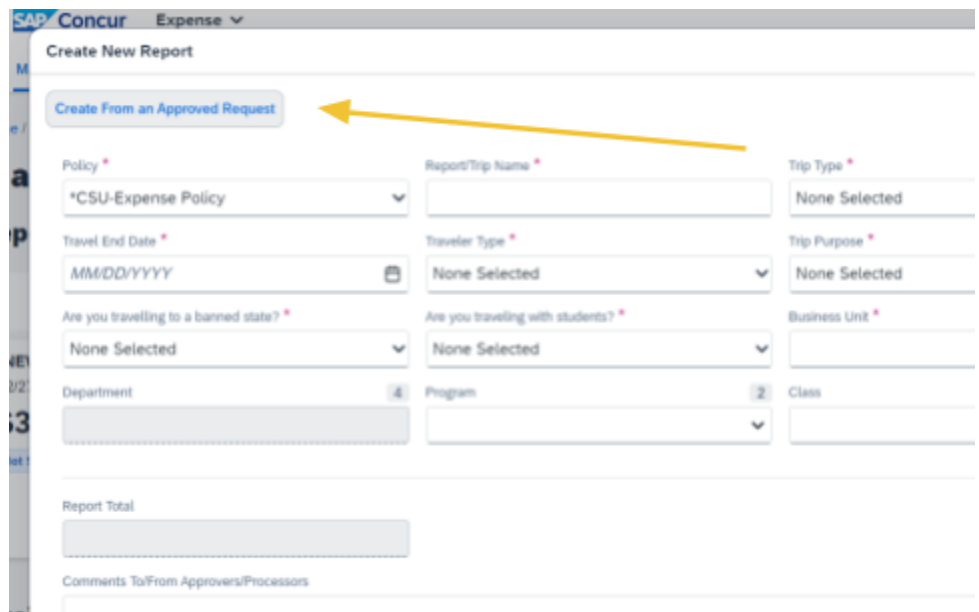 SAP Concur Expense
Create New Report
M
Create From an Approved Request
e /
a
Policy * Report/Trip Name * Trip Type *
*CSU-Expense Policy None Selected
op
Travel End Date * Traveler Type * Trip Purpose *
MM/DD/YYYY None Selected None Selected
Are you travelling to a banned state? * Are you traveling with students? * Business Unit *
None Selected None Selected
Department 4 Program 2 Class
Report Total
Comments To/From Approvers/Processors